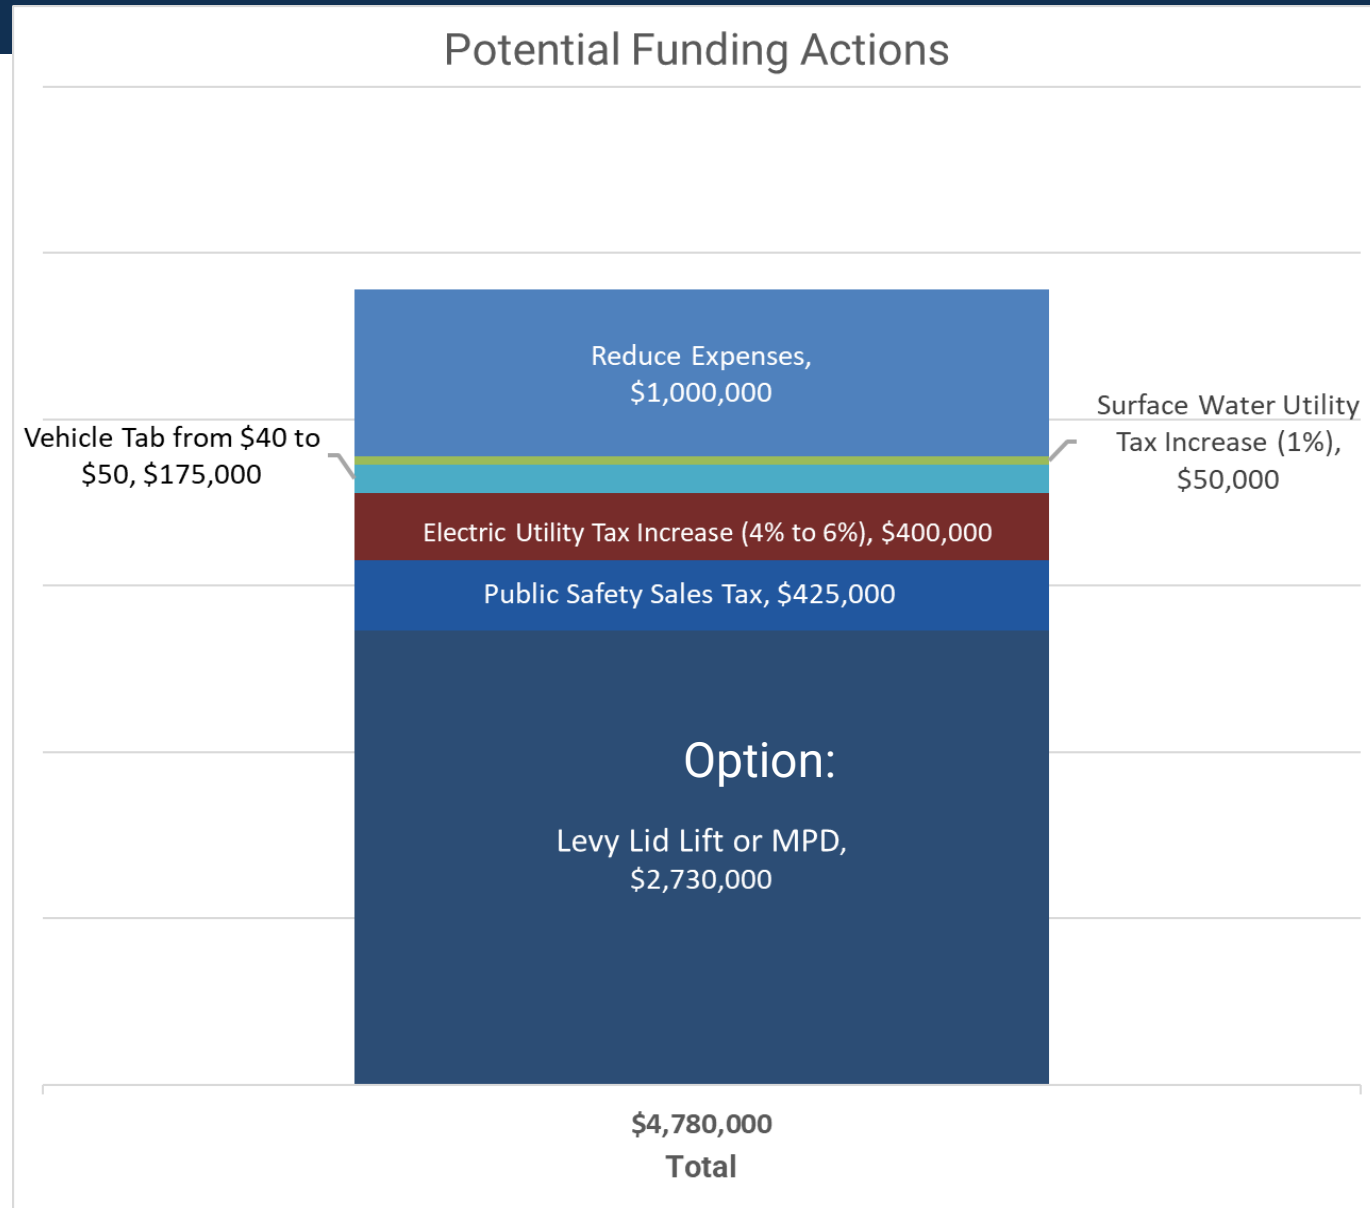 Potential Funding Actions
Reduce Expenses,
$1,000,000
Surface Water Utility
Tax Increase (1%),
$50,000
Vehicle Tab from $40 to
$50, $175,000
Electric Utility Tax Increase (4% to 6%), $400,000
Public Safety Sales Tax, $425,000
Option:
Levy Lid Lift or MPD,
$2,730,000
$4,780,000
Total